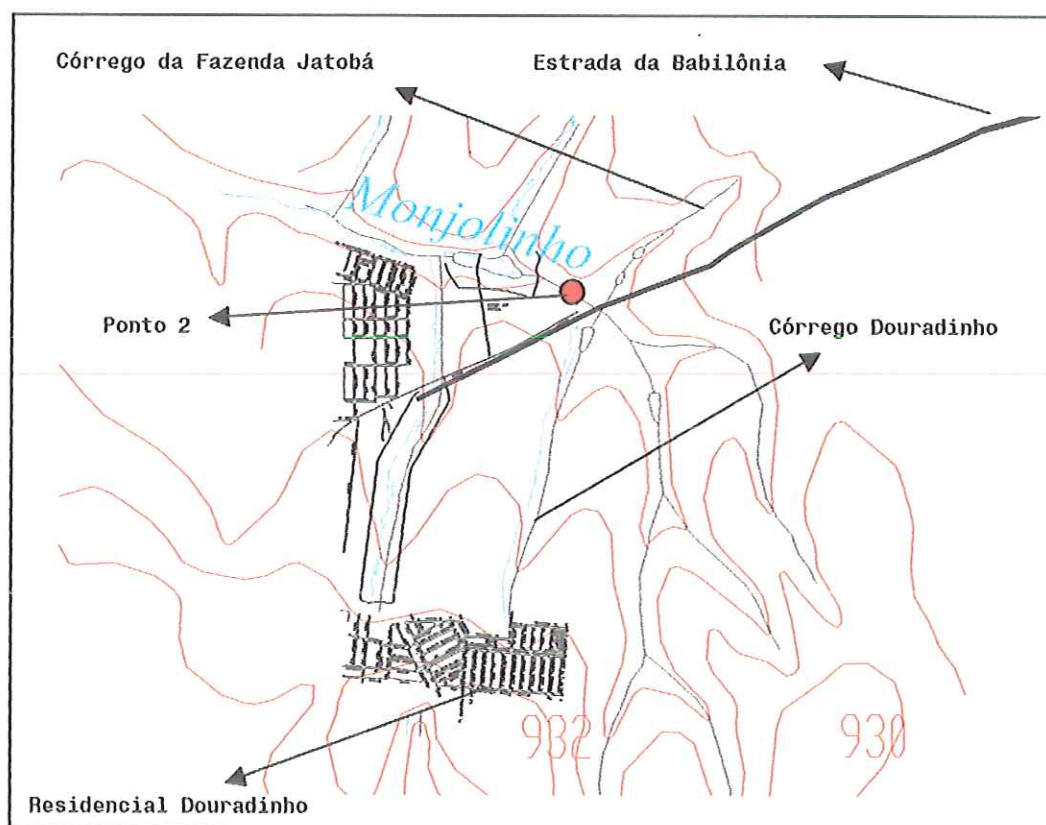 Córrego da Fazenda Jatobá
Estrada da Babilônia
Monjolinho
Ponto 2
Córrego Douradinho
932
930
Residencial Douradinho